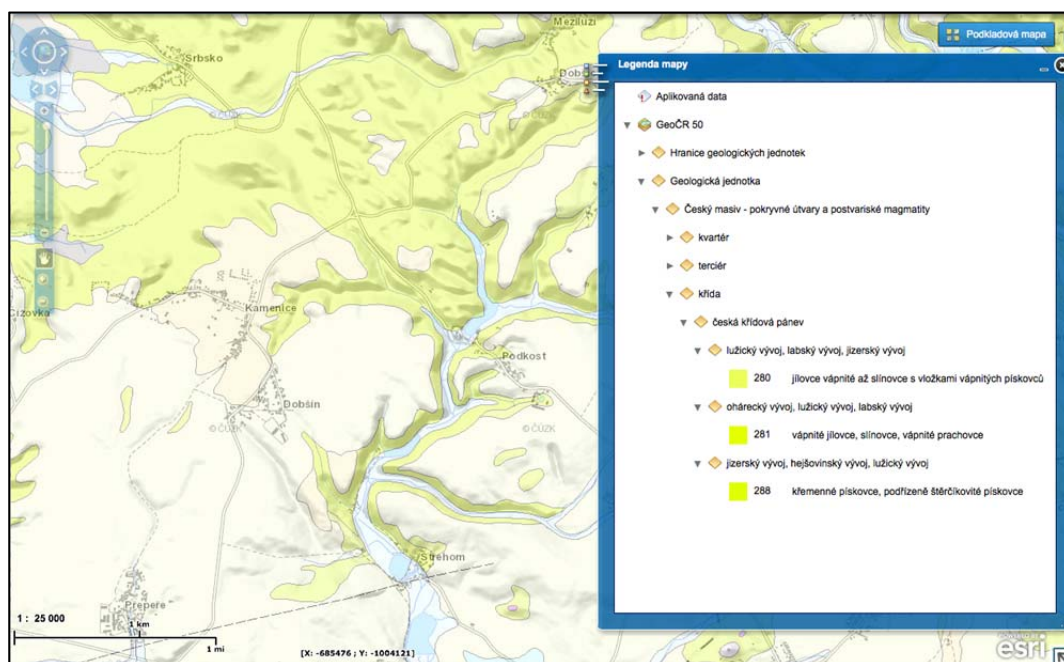 Meziluží
Podkladová mapa
Srbsko
Legenda mapy
Aplikovaná data
© ČÚZK
© ČÚZK
GeoČR 50
Hranice geologických jednotek
Geologická jednotka
Český masiv - pokryvné útvary a postvariské magmatity
kvartér
terciér
křída
Kamenice
česká křídová pánev
Podkost
lužický vývoj, labský vývoj, jizerský vývoj
280 jílovce vápnité až slínovce s vložkami vápnitých pískovců
Dobšín
ohárecký vývoj, lužický vývoj, labský vývoj
© ČÚZK
© ČÚZK
281 vápnité jílovce, slínovce, vápnité prachovce
jizerský vývoj, hejšovinský vývoj, lužický vývoj
288 křemenné pískovce, podřízeně štěrčíkovité pískovce
Střehom
Přepeře
1 : 25 000
1 km
1 mi
[X: -685476 ; Y: -1004121]
esri